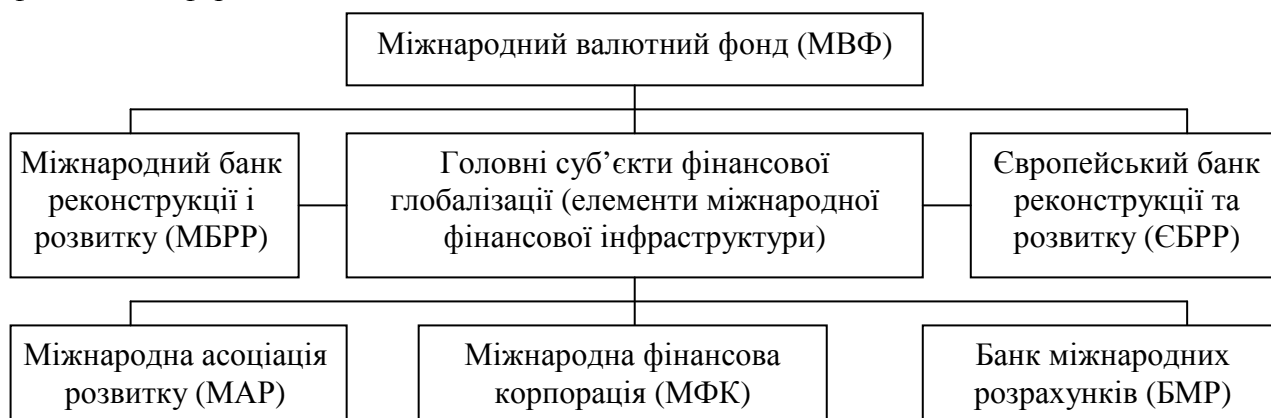 Міжнародний валютний фонд (МВФ)
Міжнародний банк
реконструкції і
розвитку (МБРР)
Головні суб’єкти фінансової
глобалізації (елементи міжнародної
фінансової інфраструктури)
Європейський банк
реконструкції та
розвитку (ЄБРР)
Міжнародна асоціація
розвитку (МАР)
Міжнародна фінансова
корпорація (МФК)
Банк міжнародних
розрахунків (БМР)